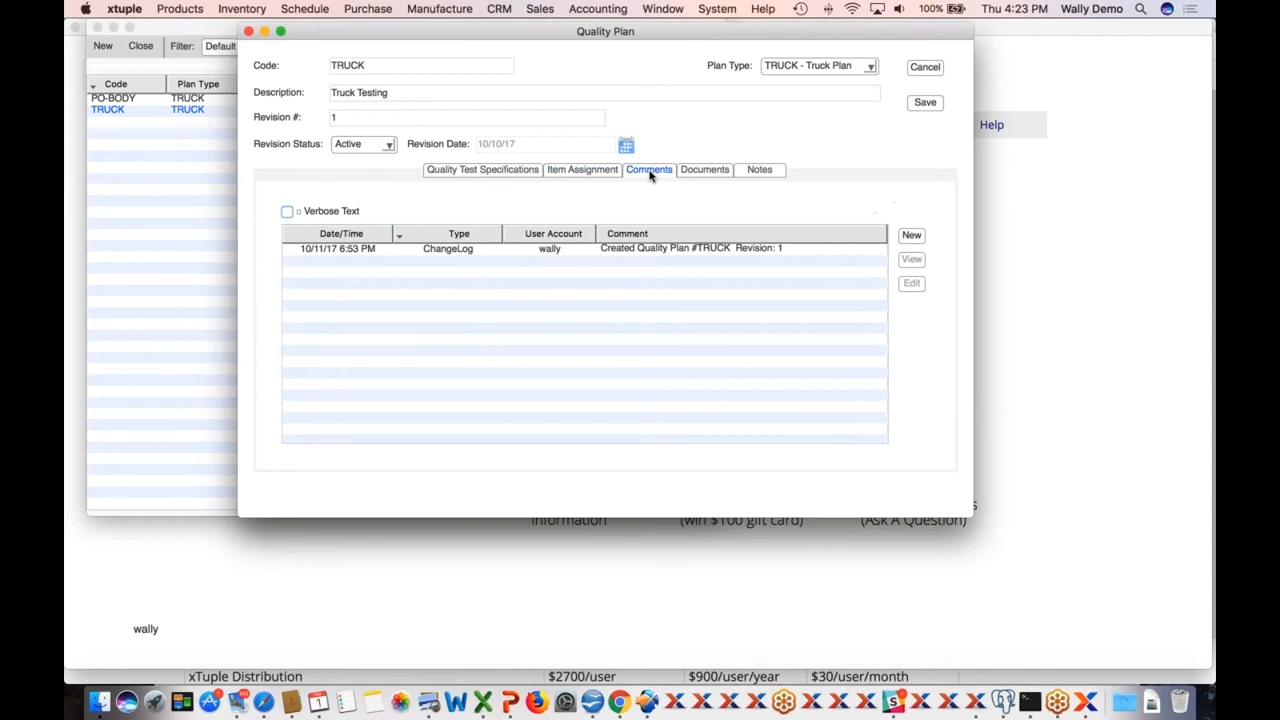 xtuple Products Inventory Schedule Purchase Manufacture CRM Sales Accounting Window System Help 100% Thu 4:23 PM Wally Demo
Quality Plan
New Close Filter: Default
Code: TRUCK Plan Type: TRUCK - Truck Plan Cancel
Code Plan Type
PO-BODY TRUCK
TRUCK TRUCK
Description: Truck Testing
Save
Revision #: 1
Help
Revision Status: Active Revision Date: 10/10/17
Quality Test Specifications Item Assignment Comments Documents Notes
Verbose Text
Date/Time Type User Account Comment
New
10/11/17 6:53 PM ChangeLog wally Created Quality Plan #TRUCK Revision: 1
View
Edit
information (win $100 gift card) (Ask A Question)
wally
xTuple Distribution $2700/user $900/user/year $30/user/month